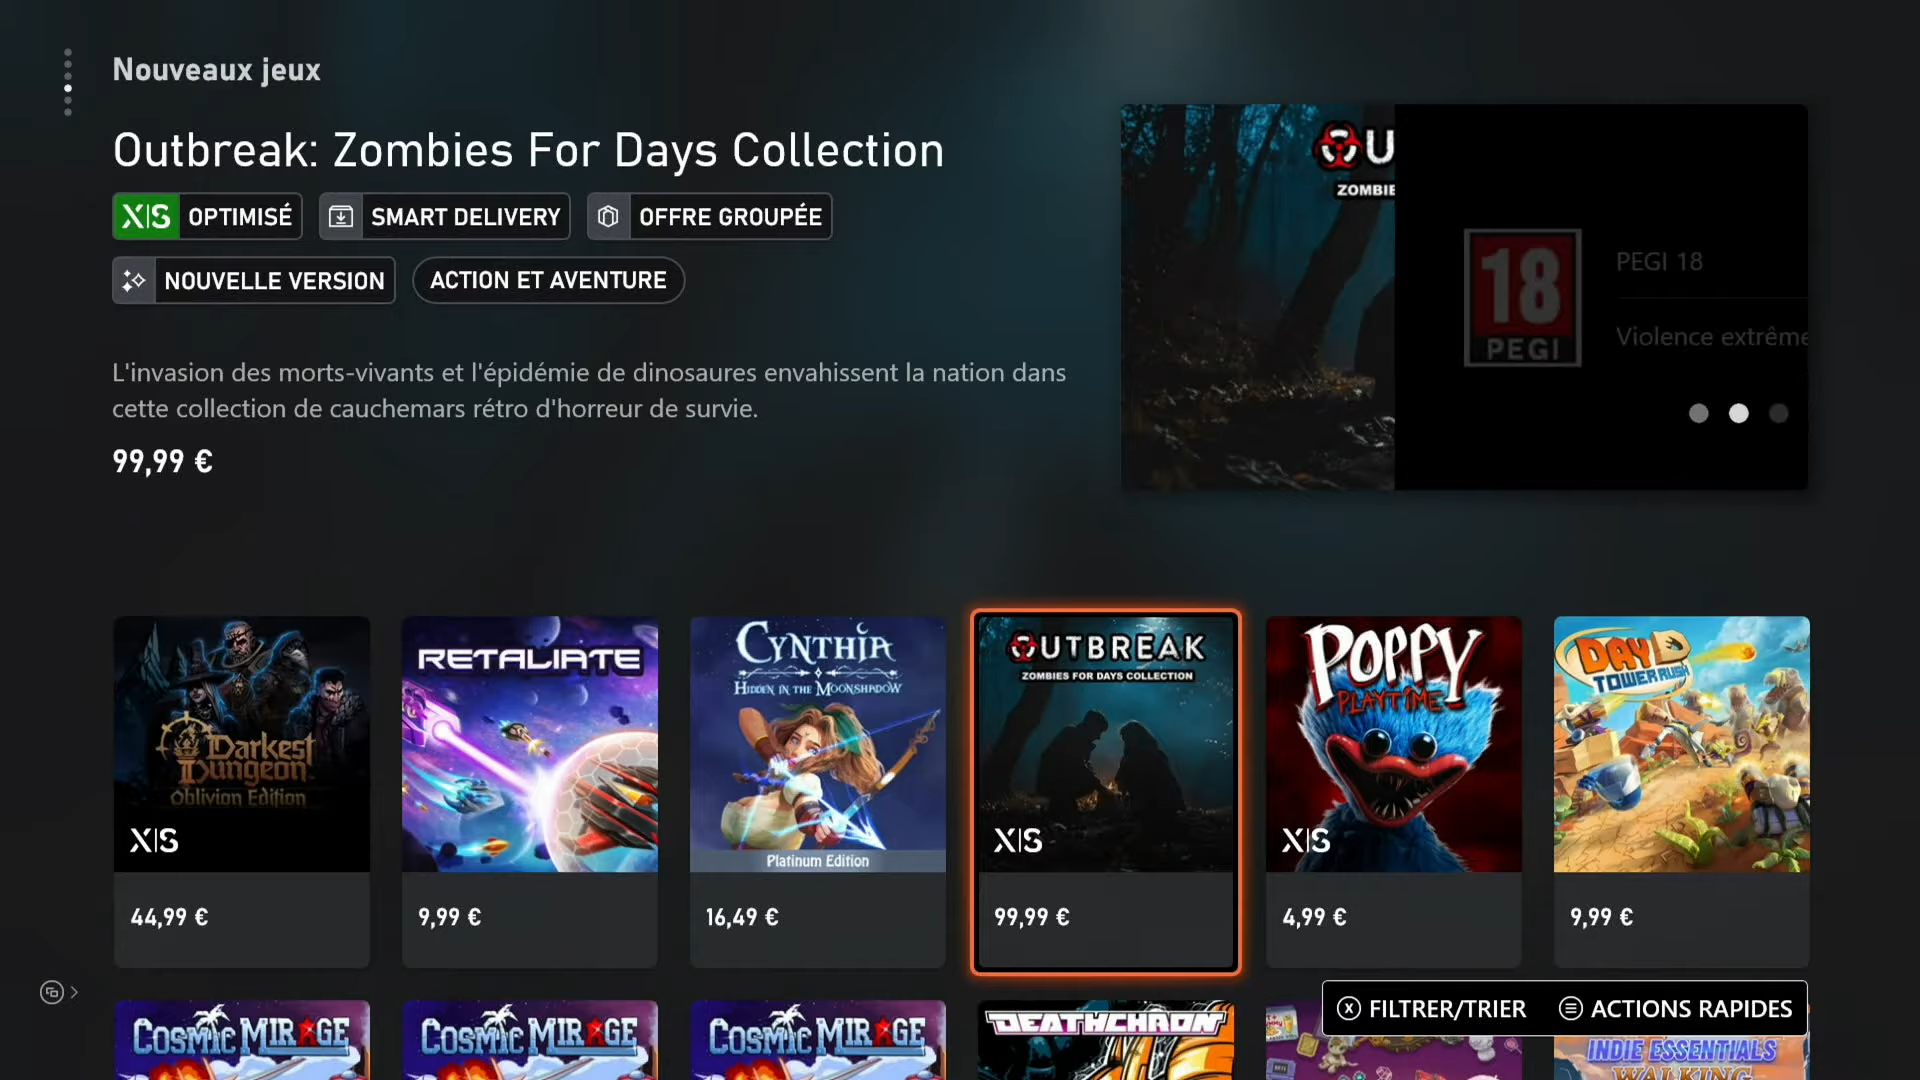 Nouveaux jeux
Outbreak: Zombies For Days Collection
X|S OPTIMISÉ
SMART DELIVERY
OFFRE GROUPÉE
NOUVELLE VERSION
ACTION ET AVENTURE
L'invasion des morts-vivants et l'épidémie de dinosaures envahissent la nation dans
cette collection de cauchemars rétro d'horreur de survie.
99,99 €
OU
ZOMBIE
18
PEGI
PEGI 18
Violence extrême
Darkest
Dungeon
Oblivion Edition
X|S
44,99 €
RETALIATE
9,99 €
CYNTHIA
HIDDEN IN THE MOONSHADOW
Platinum Edition
16,49 €
OUTBREAK
ZOMBIES FOR DAYS COLLECTION
X|S
99,99 €
POPPY
PLAYTIME
X|S
4,99 €
DAY D
TOWER RUSH
9,99 €
COSMIC MIRAGE
COSMIC MIRAGE
COSMIC MIRAGE
DEATHCHRON
INDIE ESSENTIALS
WALKING
X FILTRER/TRIER
ACTIONS RAPIDES